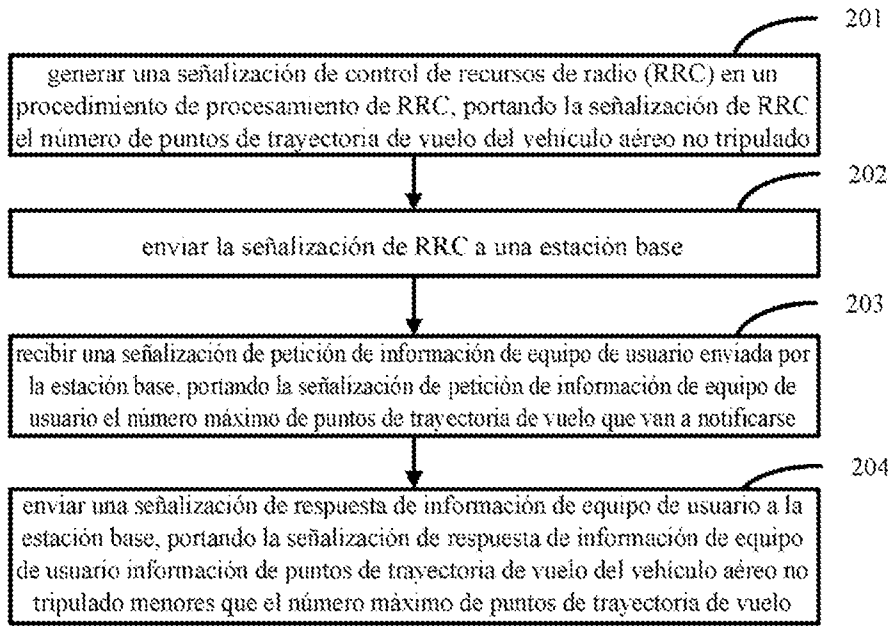 201
generar una señalización de control de recursos de radio (RRC) en un
procedimiento de procesamiento de RRC, portando la señalización de RRC
el número de puntos de trayectoria de vuelo del vehículo aéreo no tripulado
202
enviar la señalización de RRC a una estación base
203
recibir una señalización de petición de información de equipo de usuario enviada por
la estación base, portando la señalización de petición de información de equipo de
usuario el número máximo de puntos de trayectoria de vuelo que van a notificarse
204
enviar una señalización de respuesta de información de equipo de usuario a la
estación base, portando la señalización de respuesta de información de equipo
de usuario información de puntos de trayectoria de vuelo del vehículo aéreo no
tripulado menores que el número máximo de puntos de trayectoria de vuelo